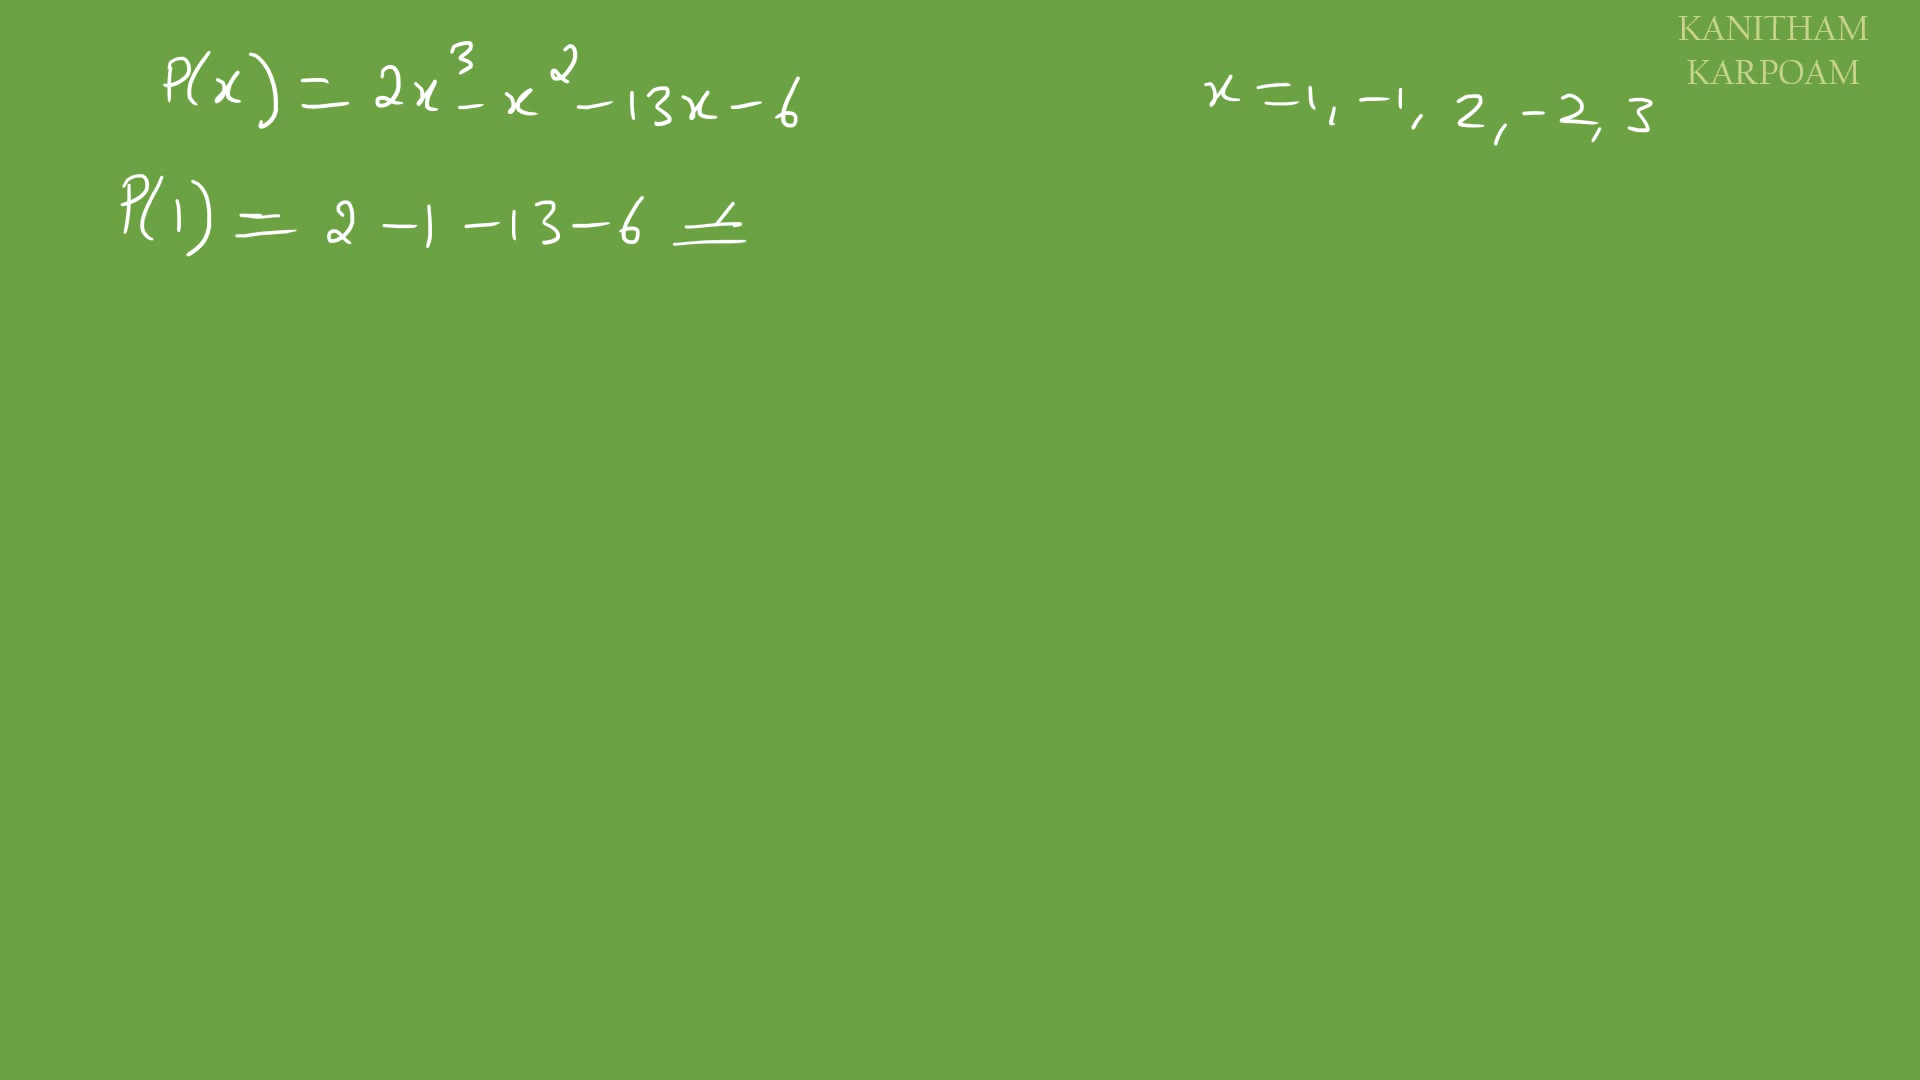 P(x) = 2x³ - x² - 13x - 6
x = 1, -1, 2, -2, 3
KANITHAM
KARPOAM
P(1) = 2 - 1 - 13 - 6 ≠